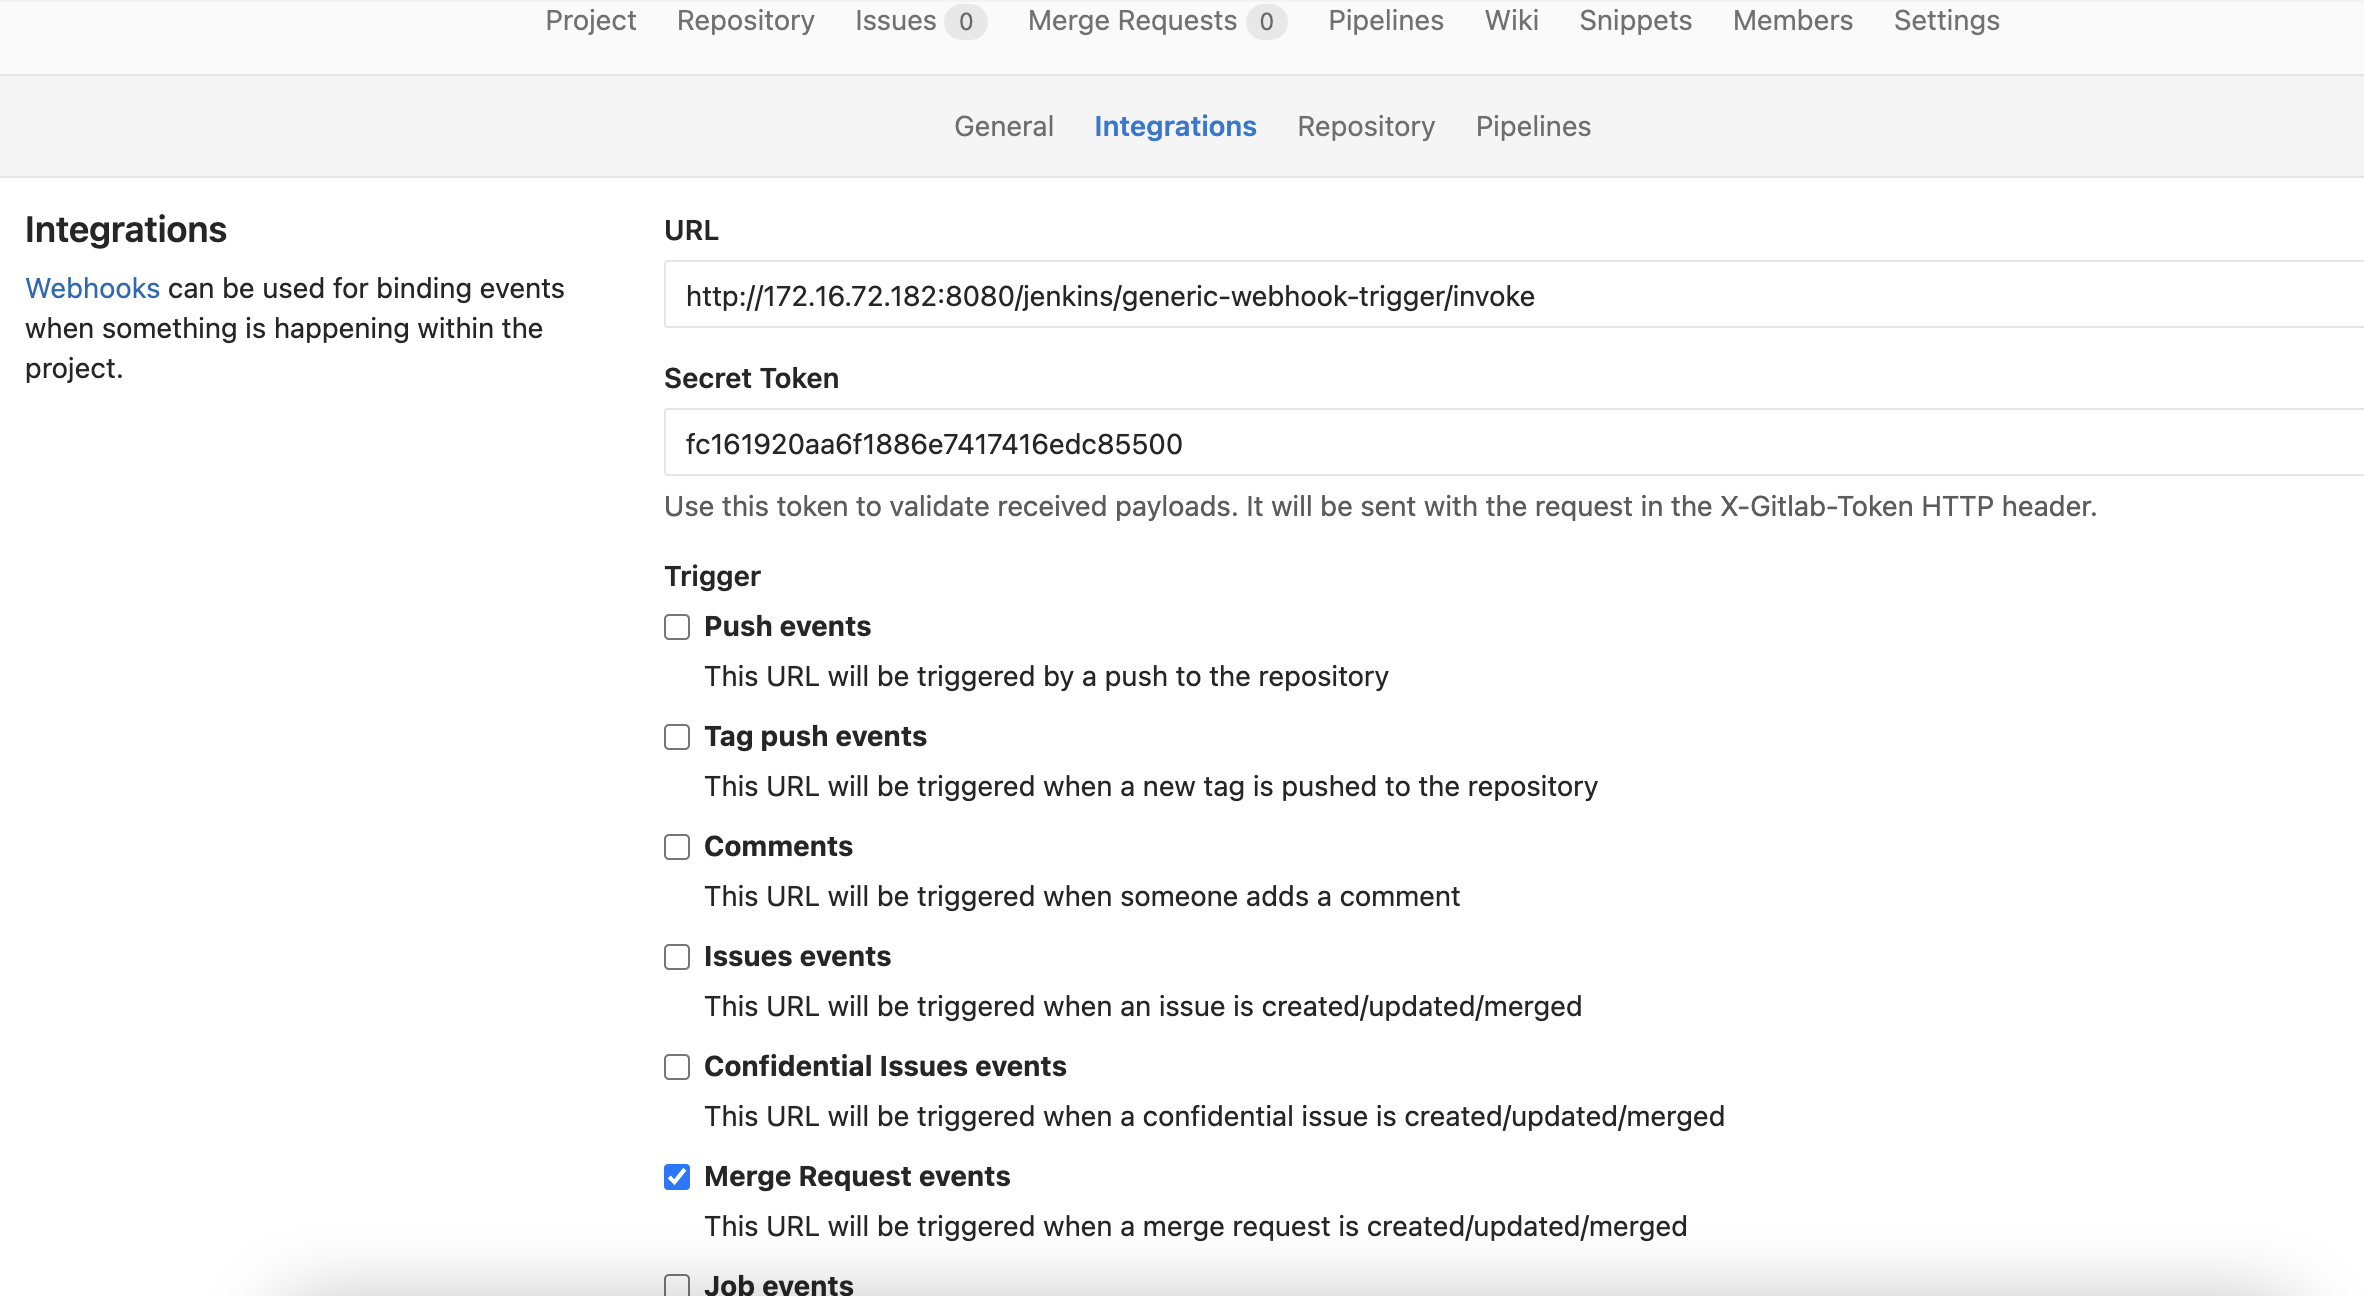 Project Repository Issues 0 Merge Requests 0 Pipelines Wiki Snippets Members Settings
General Integrations Repository Pipelines
Integrations
Webhooks can be used for binding events
when something is happening within the
project.
URL
http://172.16.72.182:8080/jenkins/generic-webhook-trigger/invoke
Secret Token
fc161920aa6f1886e7417416edc85500
Use this token to validate received payloads. It will be sent with the request in the X-Gitlab-Token HTTP header.
Trigger
Push events
This URL will be triggered by a push to the repository
Tag push events
This URL will be triggered when a new tag is pushed to the repository
Comments
This URL will be triggered when someone adds a comment
Issues events
This URL will be triggered when an issue is created/updated/merged
Confidential Issues events
This URL will be triggered when a confidential issue is created/updated/merged
Merge Request events
This URL will be triggered when a merge request is created/updated/merged
Job events